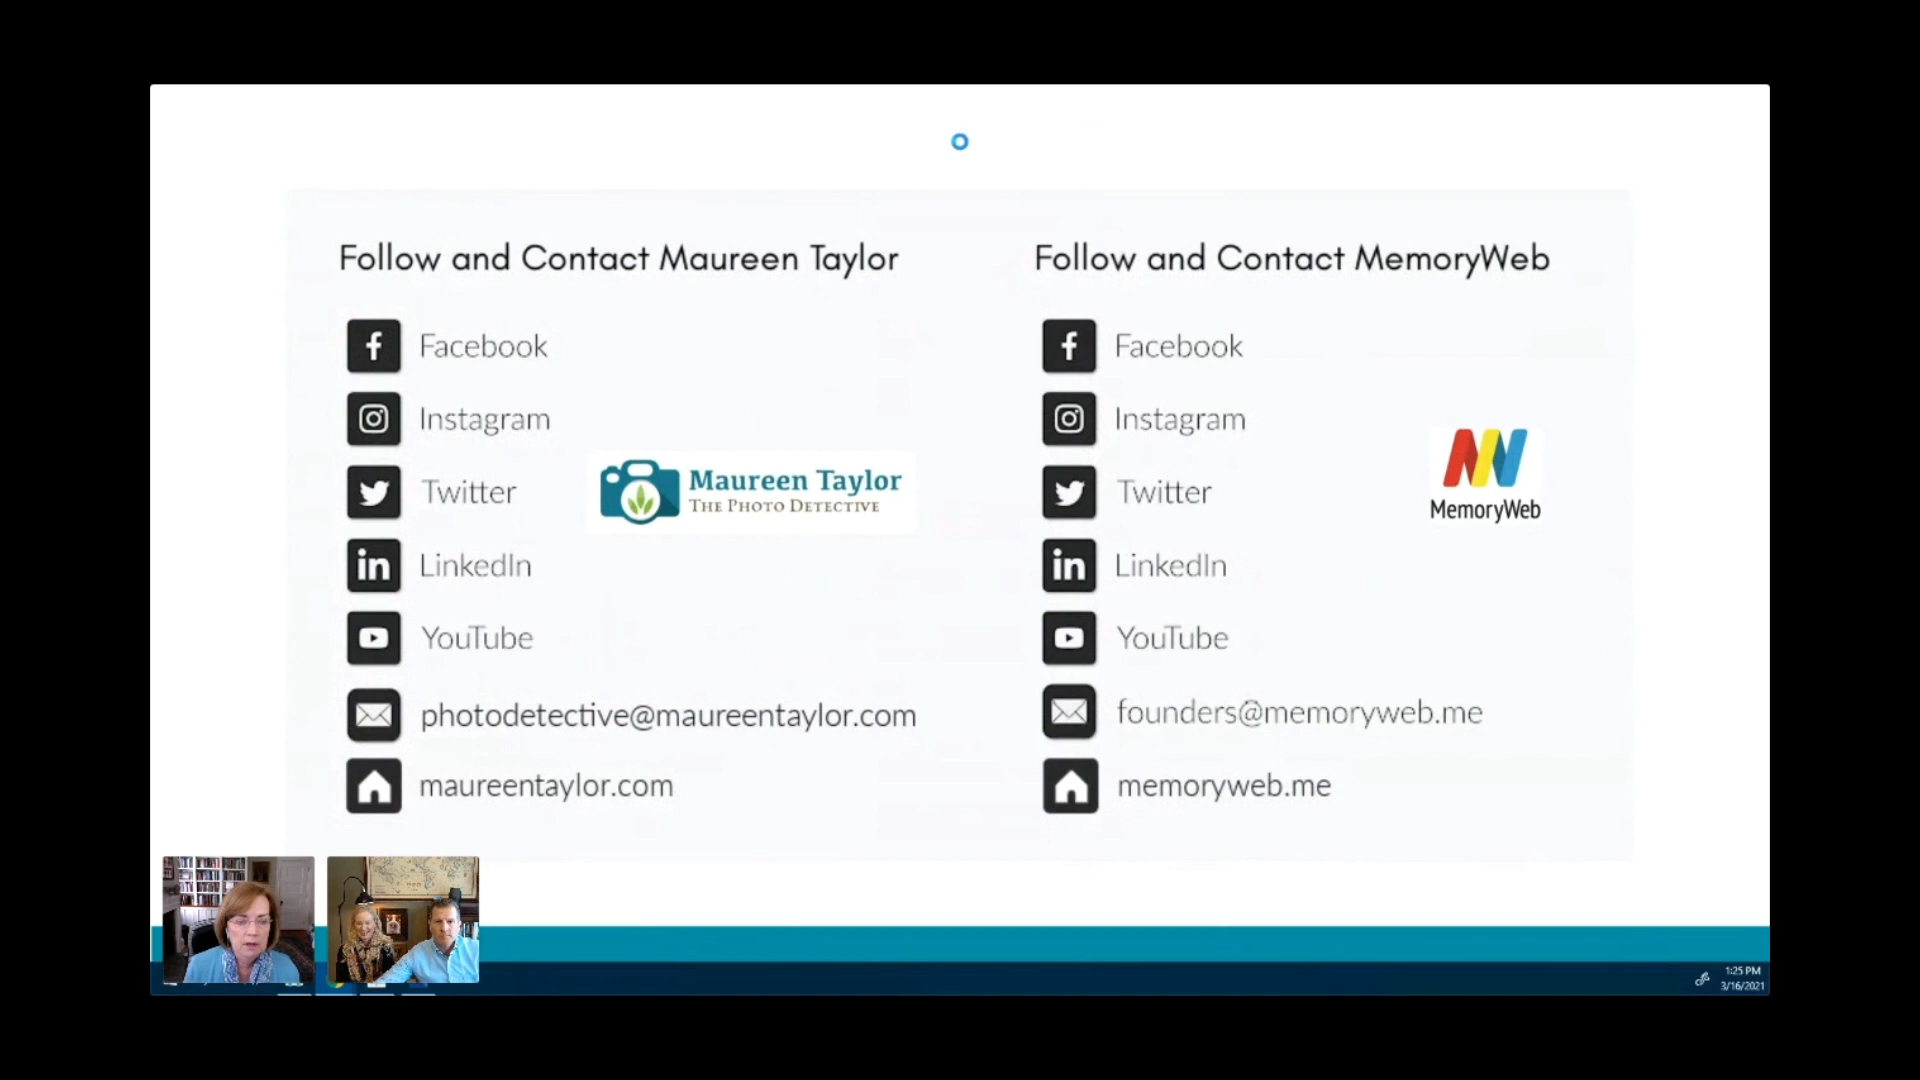 Follow and Contact Maureen Taylor
Facebook
Instagram
Twitter
LinkedIn
YouTube
photodetective@maureentaylor.com
maureentaylor.com
Maureen Taylor
THE PHOTO DETECTIVE
Follow and Contact MemoryWeb
Facebook
Instagram
Twitter
LinkedIn
YouTube
founders@memoryweb.me
memoryweb.me
MemoryWeb
1:25 PM
3/16/2021